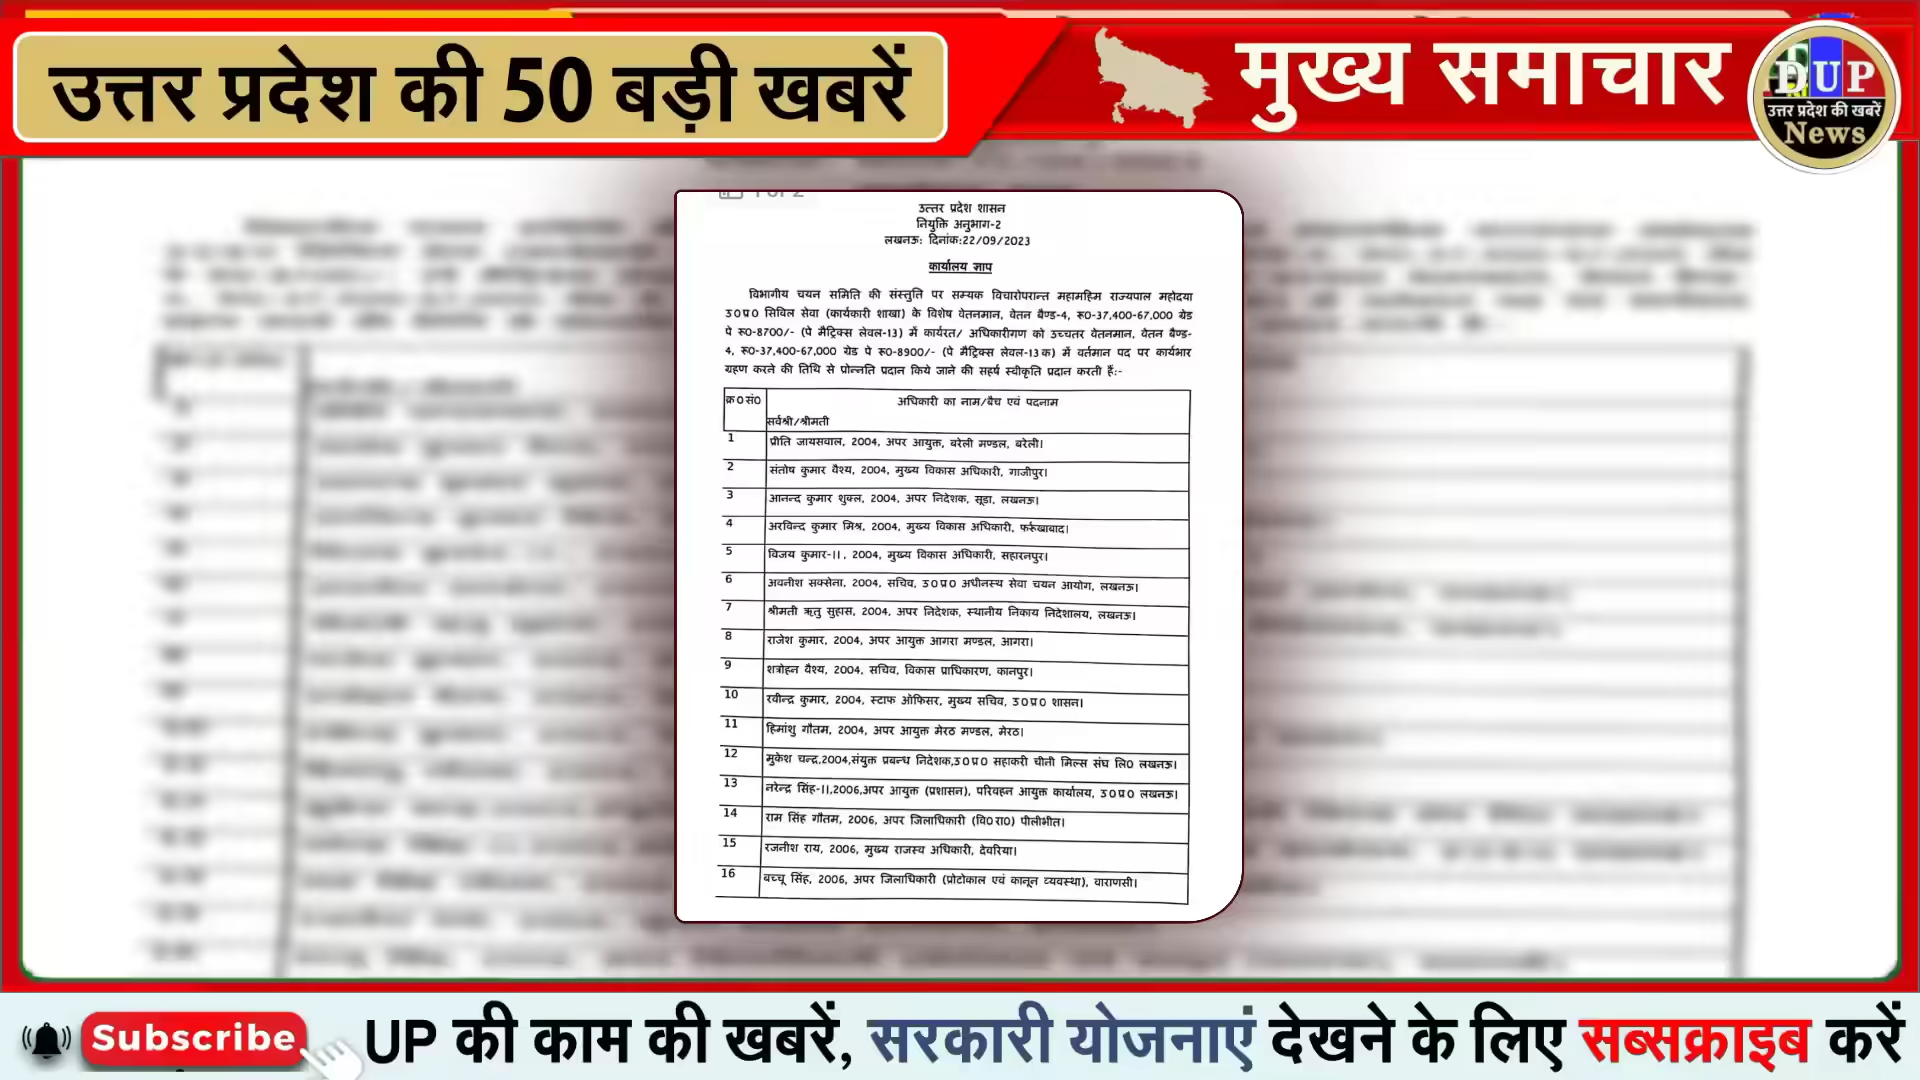 उत्तर प्रदेश की 50 बड़ी खबरें
मुख्य समाचार
DUP
उत्तर प्रदेश की खबरें
News
उत्तर प्रदेश शासन
नियुक्ति अनुभाग-2
लखनऊ: दिनांक:22/09/2023
कार्यालय ज्ञाप
विभागीय चयन समिति की संस्तुति पर सम्यक विचारोपरान्त महामहिम राज्यपाल महोदया
उ0प्र0 सिविल सेवा (कार्यकारी शाखा) के विशेष वेतनमान, वेतन बैण्ड-4, रू0-37,400-67,000 ग्रेड
पे रू0-8700/- (पे मैट्रिक्स लेवल-13) में कार्यरत/ अधिकारीगण को उच्चतर वेतनमान, वेतन बैण्ड-
4, रू0-37,400-67,000 ग्रेड पे रू0-8900/- (पे मैट्रिक्स लेवल-13क) में वर्तमान पद पर कार्यभार
ग्रहण करने की तिथि से प्रोन्नति प्रदान किये जाने की सहर्ष स्वीकृति प्रदान करती हैं:-
क्र0सं0 अधिकारी का नाम/बैच एवं पदनाम
सर्वश्री/श्रीमती
1 प्रीति जायसवाल, 2004, अपर आयुक्त, बरेली मण्डल, बरेली।
2 संतोष कुमार वैश्य, 2004, मुख्य विकास अधिकारी, गाजीपुर।
3 आनन्द कुमार शुक्ल, 2004, अपर निदेशक, सूडा, लखनऊ।
4 अरविन्द कुमार मिश्र, 2004, मुख्य विकास अधिकारी, फर्रुखाबाद।
5 विजय कुमार-।।, 2004, मुख्य विकास अधिकारी, सहारनपुर।
6 अवनीश सक्सेना, 2004, सचिव, उ0प्र0 अधीनस्थ सेवा चयन आयोग, लखनऊ।
7 श्रीमती ऋतु सुहास, 2004, अपर निदेशक, स्थानीय निकाय निदेशालय, लखनऊ।
8 राजेश कुमार, 2004, अपर आयुक्त आगरा मण्डल, आगरा।
9 शत्रोहन वैश्य, 2004, सचिव, विकास प्राधिकारण, कानपुर।
10 रवीन्द्र कुमार, 2004, स्टाफ ऑफिसर, मुख्य सचिव, उ0प्र0 शासन।
11 हिमांशु गौतम, 2004, अपर आयुक्त मेरठ मण्डल, मेरठ।
12 मुकेश चन्द्र,2004,संयुक्त प्रबन्ध निदेशक,उ0प्र0 सहाकरी चीनी मिल्स संघ लि0 लखनऊ।
13 नरेन्द्र सिंह-।।,2006,अपर आयुक्त (प्रशासन), परिवहन आयुक्त कार्यालय, उ0प्र0 लखनऊ।
14 राम सिंह गौतम, 2006, अपर जिलाधिकारी (वि0रा0) पीलीभीत।
15 रजनीश राय, 2006, मुख्य राजस्व अधिकारी, देवरिया।
16 बच्चू सिंह, 2006, अपर जिलाधिकारी (प्रोटोकाल एवं कानून व्यवस्था), वाराणसी।
Subscribe
UP की काम की खबरें, सरकारी योजनाएं देखने के लिए सब्सक्राइब करें